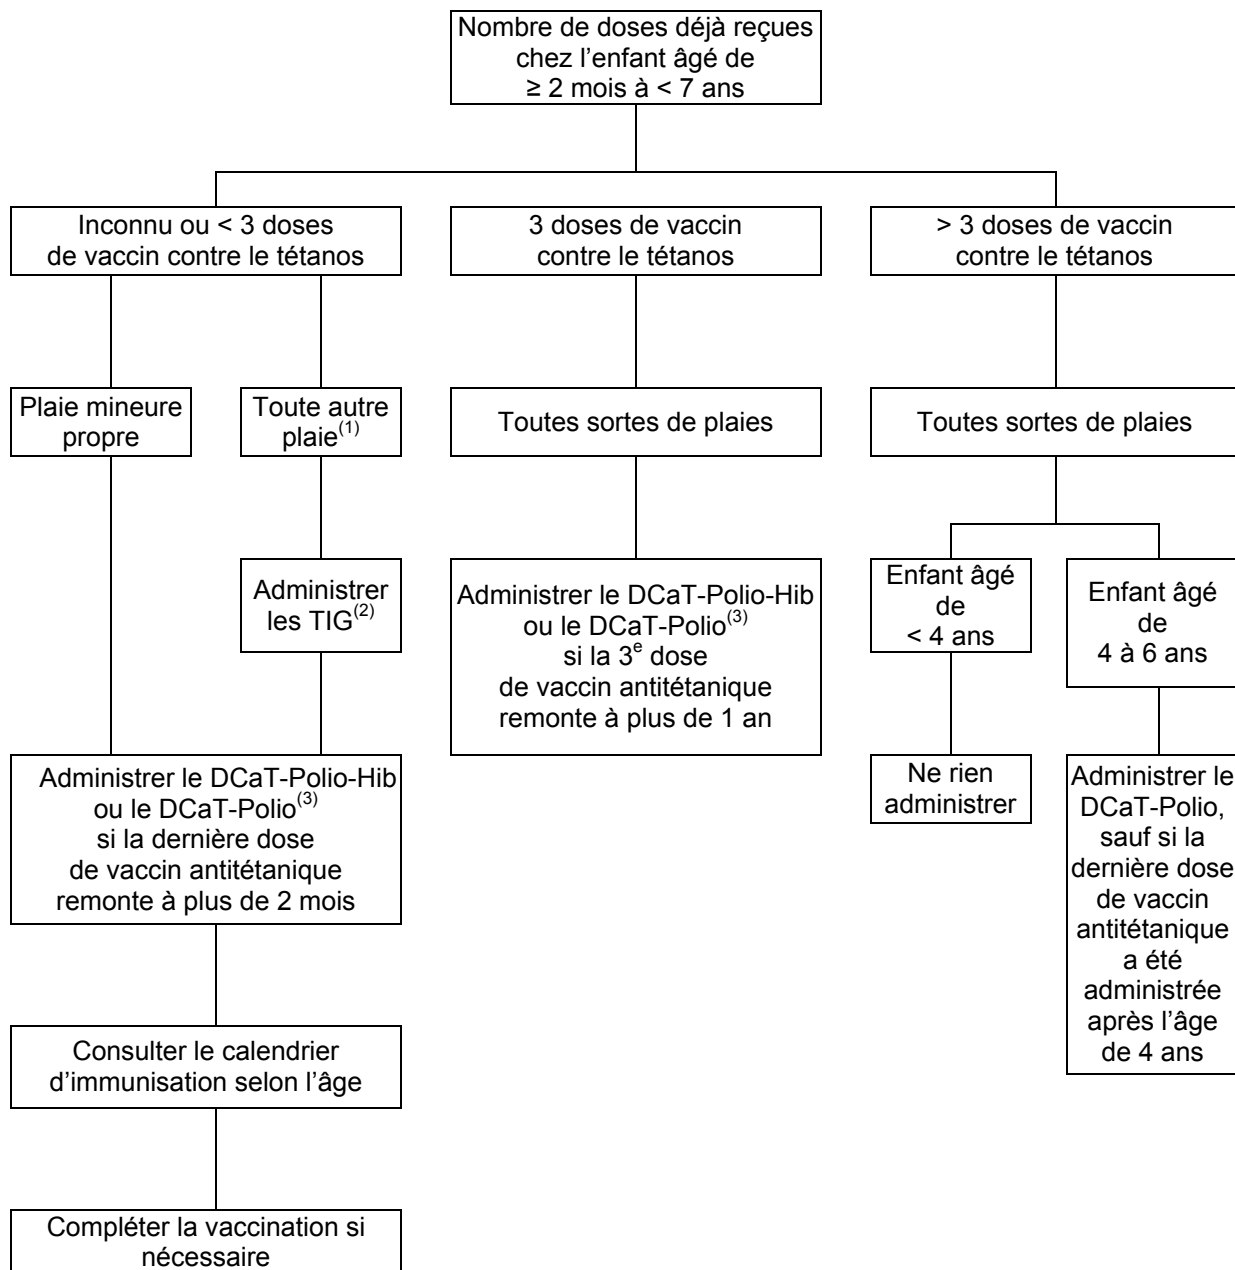 Nombre de doses déjà reçues
chez l’enfant âgé de
≥ 2 mois à < 7 ans
Inconnu ou < 3 doses
de vaccin contre le tétanos
3 doses de vaccin
contre le tétanos
> 3 doses de vaccin
contre le tétanos
Plaie mineure
propre
Toute autre
plaie(1)
Toutes sortes de plaies
Toutes sortes de plaies
Administrer
les TIG(2)
Administrer le DCaT-Polio-Hib
ou le DCaT-Polio(3)
si la 3e dose
de vaccin antitétanique
remonte à plus de 1 an
Enfant âgé
de
< 4 ans
Enfant âgé
de
4 à 6 ans
Administrer le DCaT-Polio-Hib
ou le DCaT-Polio(3)
si la dernière dose
de vaccin antitétanique
remonte à plus de 2 mois
Ne rien
administrer
Administrer le
DCaT-Polio,
sauf si la
dernière dose
de vaccin
antitétanique
a été
administrée
après l’âge
de 4 ans
Consulter le calendrier
d’immunisation selon l’âge
Compléter la vaccination si
nécessaire